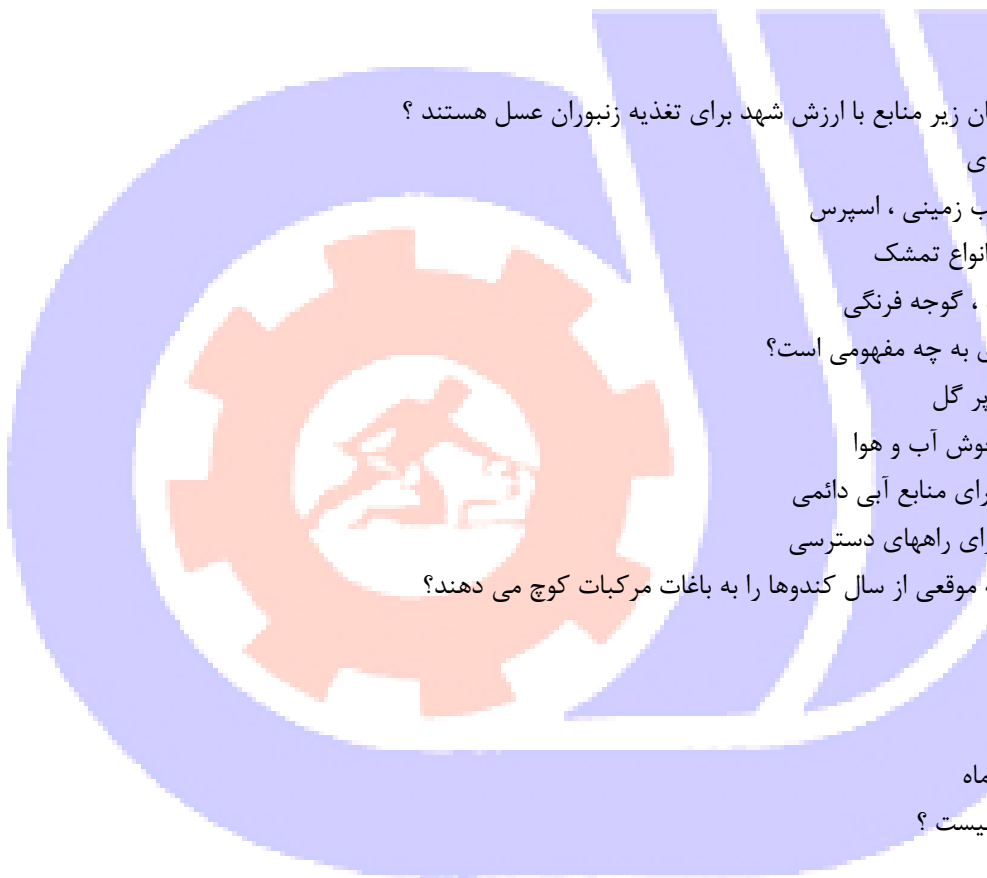 ان زیر منابع با ارزش شهد برای تغذیه زنبوران عسل هستند ؟
ی
ب زمینی ، اسپرس
انواع تمشک
، گوجه فرنگی
ی به چه مفهومی است؟
پر گل
خوش آب و هوا
رای منابع آبی دائمی
رای راههای دسترسی
ه موقعی از سال کندوها را به باغات مرکبات کوچ می دهند؟
ماه
نیست ؟